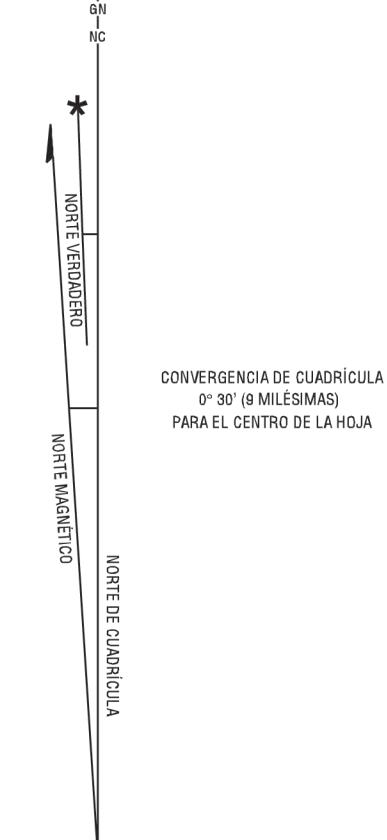 GN
NC
NORTE VERDADERO
CONVERGENCIA DE CUADRÍCULA
0° 30' (9 MILÉSIMAS)
PARA EL CENTRO DE LA HOJA
NORTE MAGNÉTICO
NORTE DE CUADRÍCULA